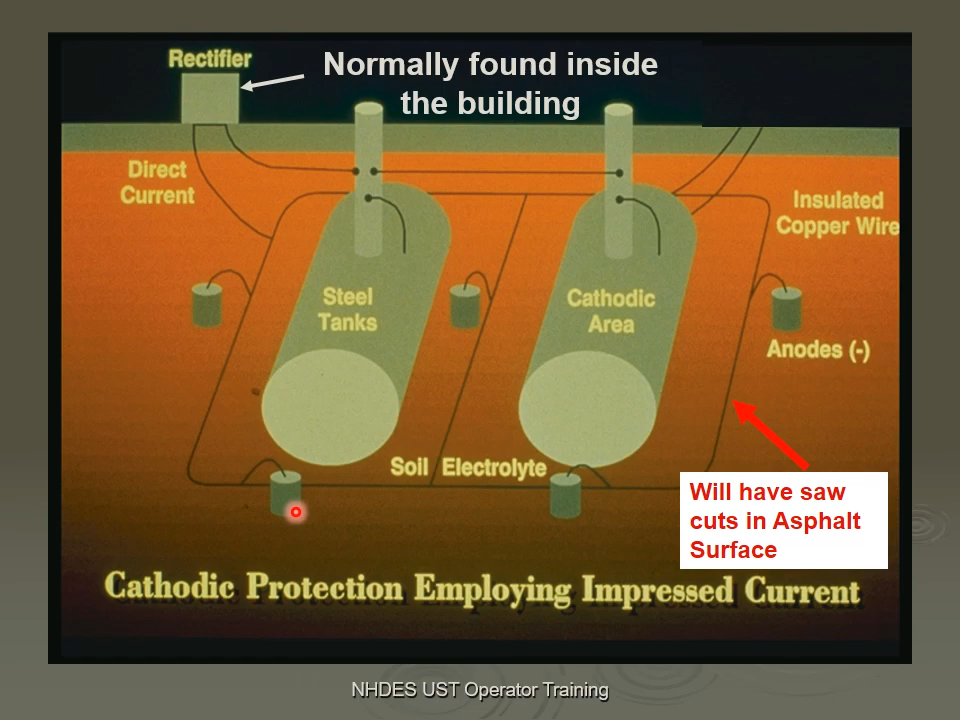 Rectifier
Normally found inside
the building
Direct
Current
Insulated
Copper Wire
Steel
Tanks
Cathodic
Area
Anodes (-)
Soil Electrolyte
Will have saw
cuts in Asphalt
Surface
Cathodic Protection Employing Impressed Current
NHDES UST Operator Training